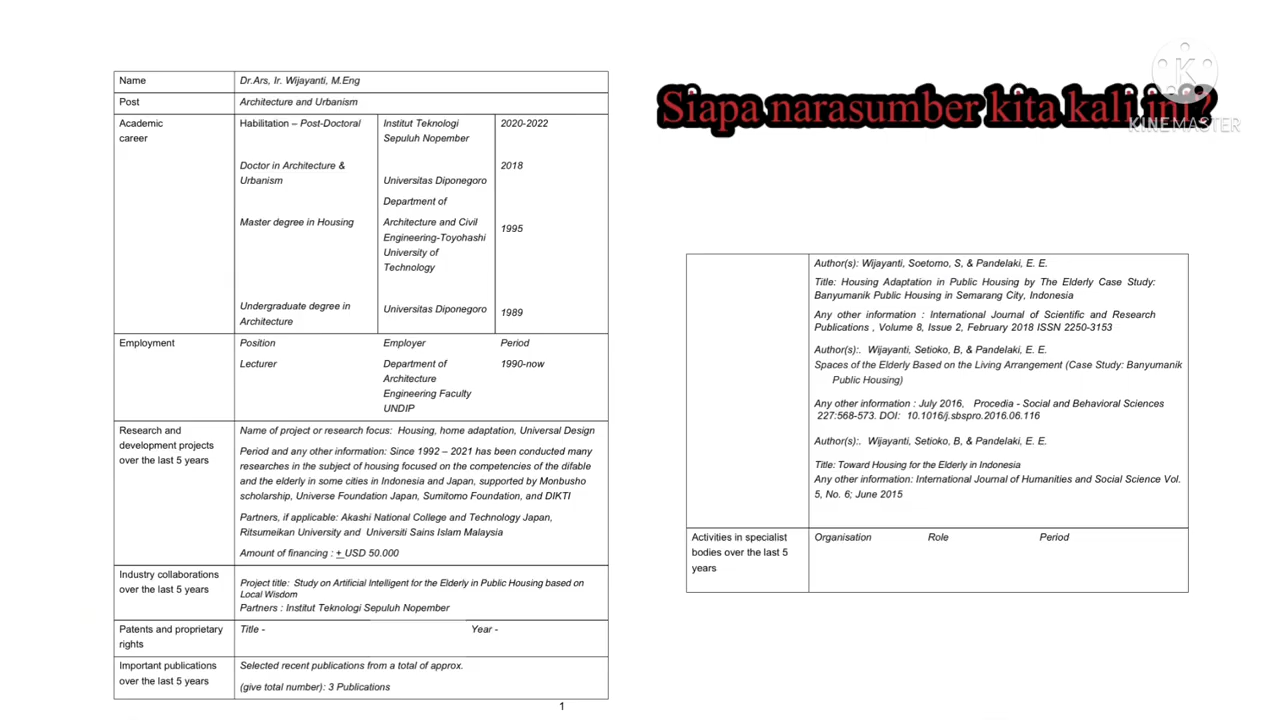 Name Dr.Ars, Ir. Wijayanti, M.Eng
Post Architecture and Urbanism
Academic career
Habilitation – Post-Doctoral Institut Teknologi Sepuluh Nopember 2020-2022
Doctor in Architecture & Urbanism Universitas Diponegoro 2018
Master degree in Housing Department of Architecture and Civil Engineering-Toyohashi University of Technology 1995
Undergraduate degree in Architecture Universitas Diponegoro 1989
Employment Position Employer Period
Lecturer Department of Architecture Engineering Faculty UNDIP 1990-now
Research and development projects over the last 5 years
Name of project or research focus: Housing, home adaptation, Universal Design
Period and any other information: Since 1992 – 2021 has been conducted many
researches in the subject of housing focused on the competencies of the difable
and the elderly in some cities in Indonesia and Japan, supported by Monbusho
scholarship, Universe Foundation Japan, Sumitomo Foundation, and DIKTI
Partners, if applicable: Akashi National College and Technology Japan,
Ritsumeikan University and Universiti Sains Islam Malaysia
Amount of financing : + USD 50.000
Industry collaborations over the last 5 years
Project title: Study on Artificial Intelligent for the Elderly in Public Housing based on
Local Wisdom
Partners : Institut Teknologi Sepuluh Nopember
Patents and proprietary rights
Title - Year -
Important publications over the last 5 years
Selected recent publications from a total of approx.
(give total number): 3 Publications
1
Siapa narasumber kita kali ini?
K
KINEMASTER
Author(s): Wijayanti, Soetomo, S, & Pandelaki, E. E.
Title: Housing Adaptation in Public Housing by The Elderly Case Study:
Banyumanik Public Housing in Semarang City, Indonesia
Any other information : International Journal of Scientific and Research
Publications , Volume 8, Issue 2, February 2018 ISSN 2250-3153
Author(s):. Wijayanti, Setioko, B, & Pandelaki, E. E.
Spaces of the Elderly Based on the Living Arrangement (Case Study: Banyumanik
Public Housing)
Any other information : July 2016, Procedia - Social and Behavioral Sciences
227:568-573. DOI: 10.1016/j.sbspro.2016.06.116
Author(s):. Wijayanti, Setioko, B, & Pandelaki, E. E.
Title: Toward Housing for the Elderly in Indonesia
Any other information: International Journal of Humanities and Social Science Vol.
5, No. 6; June 2015
Activities in specialist bodies over the last 5 years
Organisation Role Period